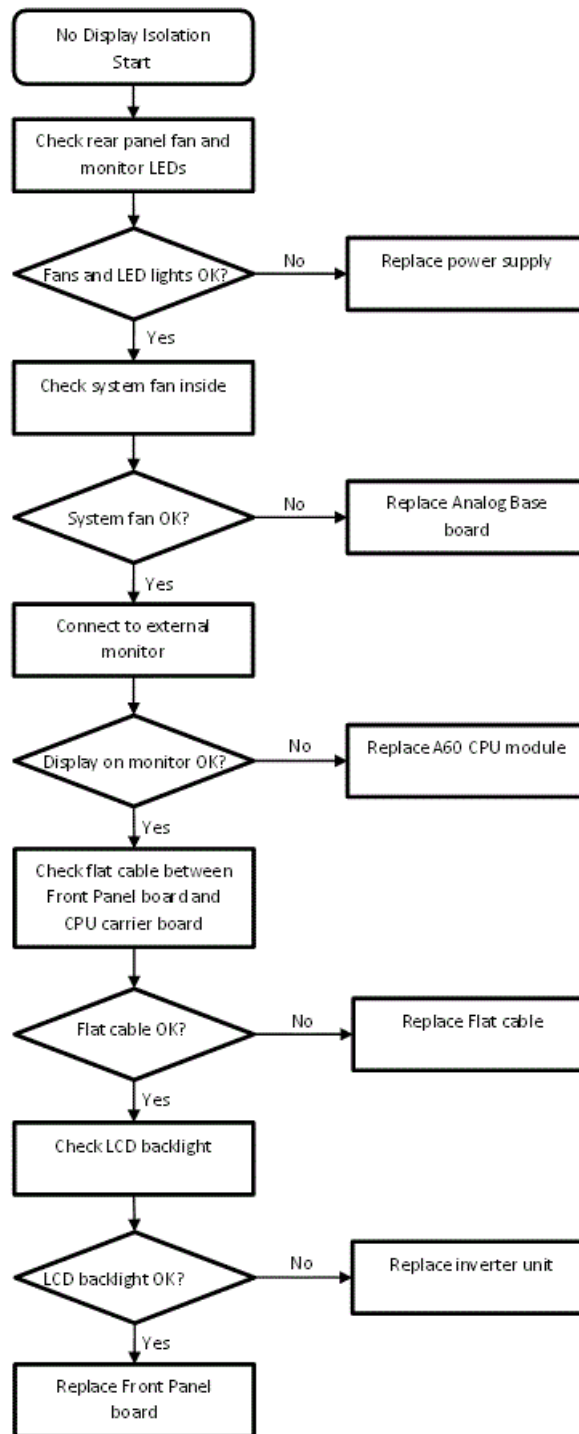 No Display Isolation
Start
Check rear panel fan and
monitor LEDs
Fans and LED lights OK?
No
Replace power supply
Yes
Check system fan inside
System fan OK?
No
Replace Analog Base
board
Yes
Connect to external
monitor
Display on monitor OK?
No
Replace A60 CPU module
Yes
Check flat cable between
Front Panel board and
CPU carrier board
Flat cable OK?
No
Replace Flat cable
Yes
Check LCD backlight
LCD backlight OK?
No
Replace inverter unit
Yes
Replace Front Panel
board